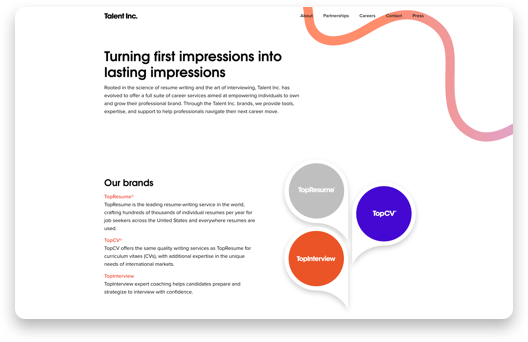 Talent Inc.
About Partnerships Careers Contact Press
Turning first impressions into
lasting impressions
Rooted in the science of resume writing and the art of interviewing, Talent Inc. has
evolved to offer a full suite of career services aimed at empowering individuals to own
and grow their professional brand. Through the Talent Inc. brands, we provide tools,
expertise, and support to help professionals navigate their next career move.
Our brands
TopResume®
TopResume is the leading resume-writing service in the world,
crafting hundreds of thousands of individual resumes per year for
job seekers across the United States and everywhere resumes are
used.
TopCV®
TopCV offers the same quality writing services as TopResume for
curriculum vitaes (CVs), with additional expertise in the unique
needs of international markets.
TopInterview
TopInterview expert coaching helps candidates prepare and
strategize to interview with confidence.
TopResume
TopCV
TopInterview